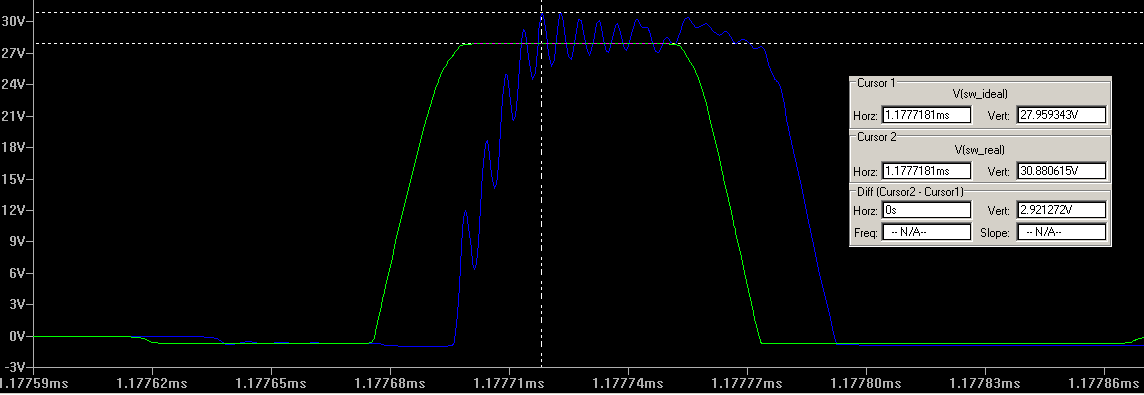 30V
27V
24V
21V
18V
15V
12V
9V
6V
3V
0V
-3V
1.17759ms 1.17762ms 1.17765ms 1.17768ms 1.17771ms 1.17774ms 1.17777ms 1.17780ms 1.17783ms 1.17786ms
Cursor 1
V(sw_ideal)
Horz: 1.1777181ms Vert: 27.959343V
Cursor 2
V(sw_real)
Horz: 1.1777181ms Vert: 30.880615V
Diff (Cursor2 - Cursor1)
Horz: 0s Vert: 2.921272V
Freq: -- N/A-- Slope: -- N/A--